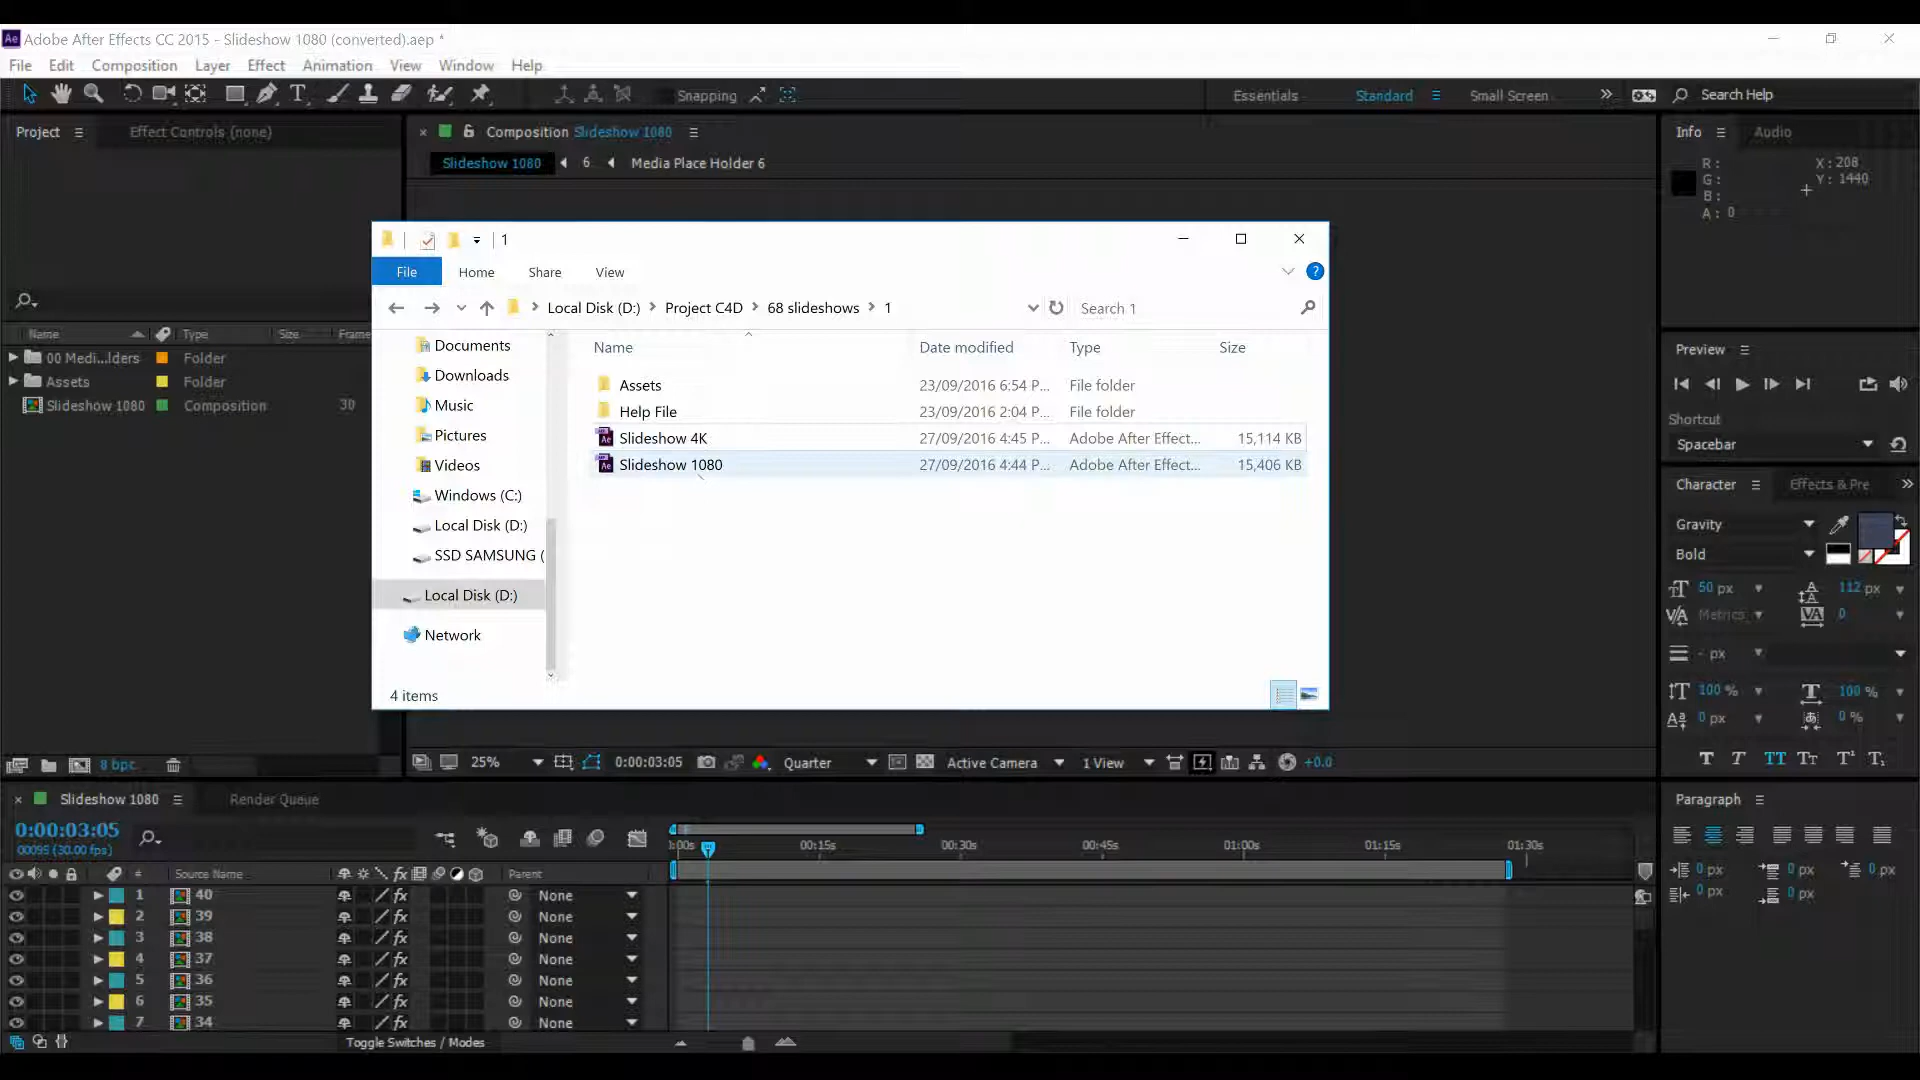 Adobe After Effects CC 2015 - Slideshow 1080 (converted).aep *
File Edit Composition Layer Effect Animation View Window Help
Snapping Essentials Standard Small Screen Search Help
Project Effect Controls (none) Composition Slideshow 1080 Info Audio
Slideshow 1080 6 Media Place Holder 6
R : X : 208
G : Y : 1440
B :
A : 0
1
File Home Share View
Local Disk (D:) Project C4D 68 slideshows 1 Search 1
Name Type Size Frame
00 Medi...lders Folder
Assets Folder
Slideshow 1080 Composition 30
Documents
Downloads
Music
Pictures
Videos
Windows (C:)
Local Disk (D:)
SSD SAMSUNG (
Local Disk (D:)
Network
Name Date modified Type Size
Assets 23/09/2016 6:54 P... File folder
Help File 23/09/2016 2:04 P... File folder
Slideshow 4K 27/09/2016 4:45 P... Adobe After Effect... 15,114 KB
Slideshow 1080 27/09/2016 4:44 P... Adobe After Effect... 15,406 KB
4 items
Preview
Shortcut
Spacebar
Character Effects & Pre
Gravity
Bold
50 px 112 px
Metrics 0
- px
100 % 100 %
0 px 0 %
T T TT Tт T¹ T₁
8 bpc 25% 0:00:03:05 Quarter Active Camera 1 View +0.0
Slideshow 1080 Render Queue
0:00:03:05
00095 (30.00 fps)
:00s 00:15s 00:30s 00:45s 01:00s 01:15s 01:30s
# Source Name Parent
1 40 None
2 39 None
3 38 None
4 37 None
5 36 None
6 35 None
7 34 None
Toggle Switches / Modes
Paragraph
0 px 0 px 0 px
0 px 0 px